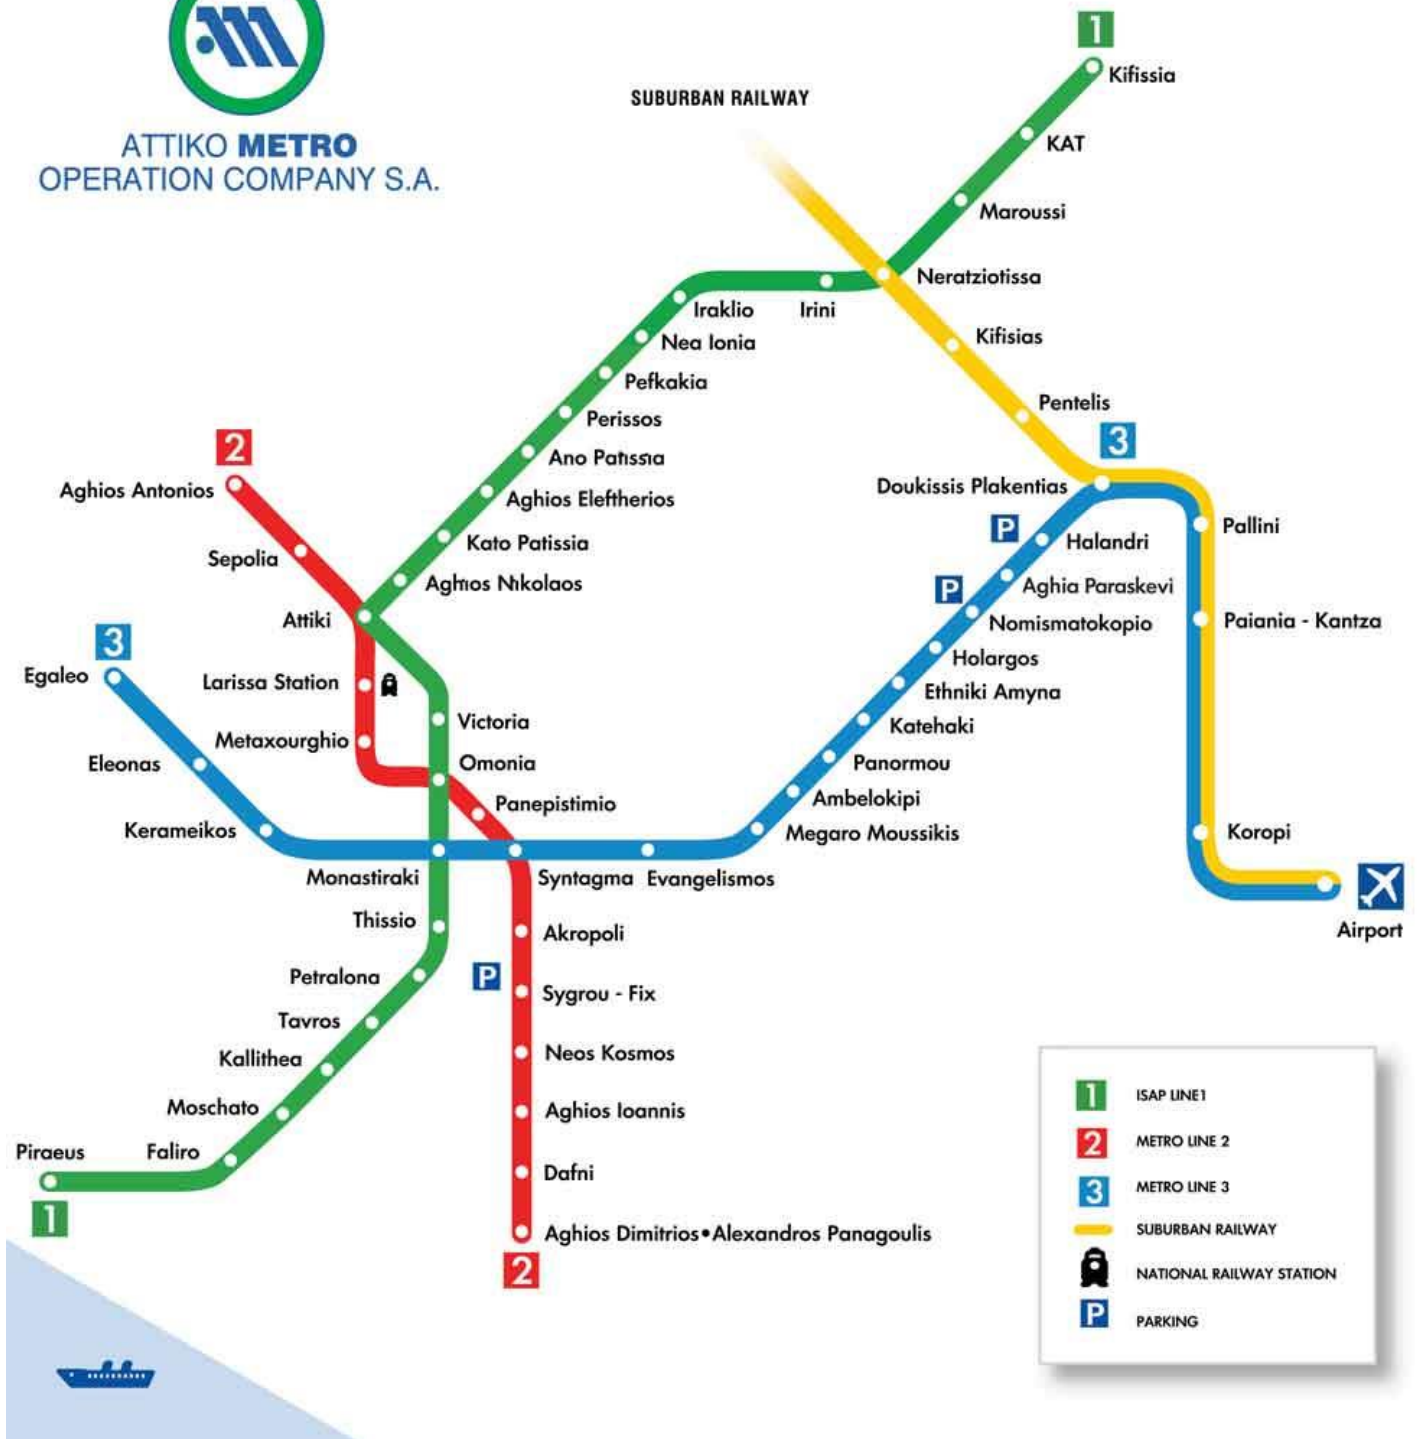 ATTIKO METRO
OPERATION COMPANY S.A.
SUBURBAN RAILWAY
1
Kifissia
KAT
Maroussi
Neratziotissa
Iraklio
Irini
Nea Ionia
Kifisias
Pefkakia
Pentelis
Perissos
2
3
Ano Patissia
Aghios Antonios
Doukissis Plakentias
Aghios Eleftherios
P
Pallini
Kato Patissia
Halandri
Sepolia
Aghios Nikolaos
P
Aghia Paraskevi
Attiki
Nomismatokopio
Paiania - Kantza
3
Holargos
Egaleo
Larissa Station
Ethniki Amyna
Victoria
Katehaki
Metaxourghio
Eleonas
Omonia
Panormou
Panepistimio
Ambelokipi
Kerameikos
Megaro Moussikis
Koropi
Monastiraki
Syntagma
Evangelismos
Thissio
Akropoli
Airport
Petralona
P
Sygrou - Fix
Tavros
Kallithea
Neos Kosmos
Moschato
Aghios Ioannis
Piraeus
Faliro
Dafni
1
Aghios Dimitrios•Alexandros Panagoulis
2
1 ISAP LINE1
2 METRO LINE 2
3 METRO LINE 3
SUBURBAN RAILWAY
NATIONAL RAILWAY STATION
P PARKING